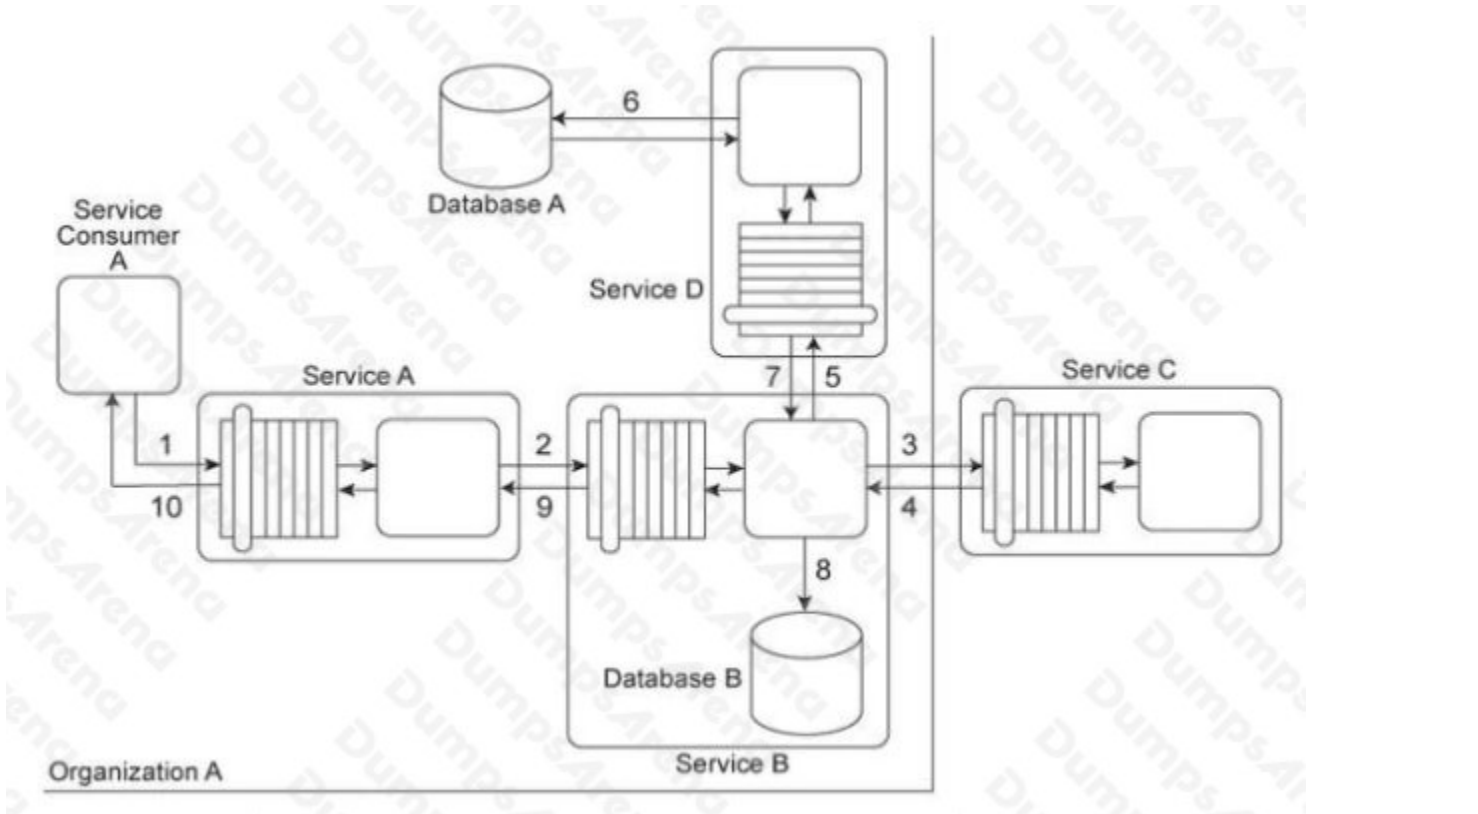 6
Database A
Service
Consumer
A
Service D
Service A
7
5
Service C
1
2
3
10
9
4
8
Database B
Service B
Organization A
DumpsArena